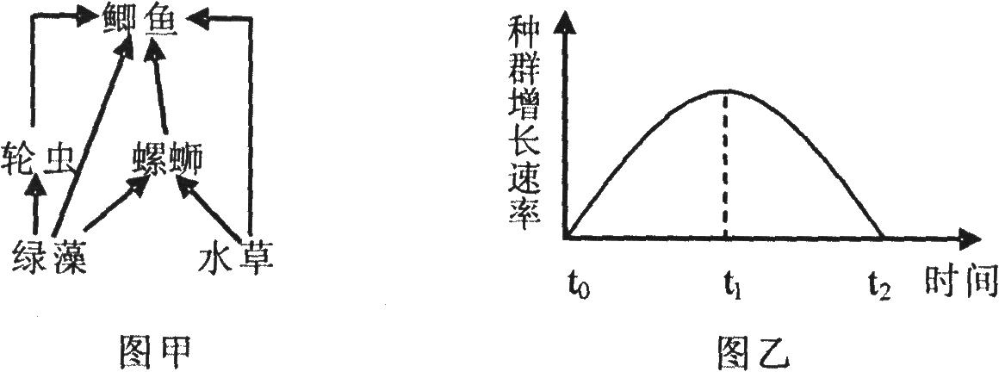 鲫鱼
轮虫 螺蛳
绿藻 水草
图甲
种群增长速率
t0 t1 t2 时间
图乙